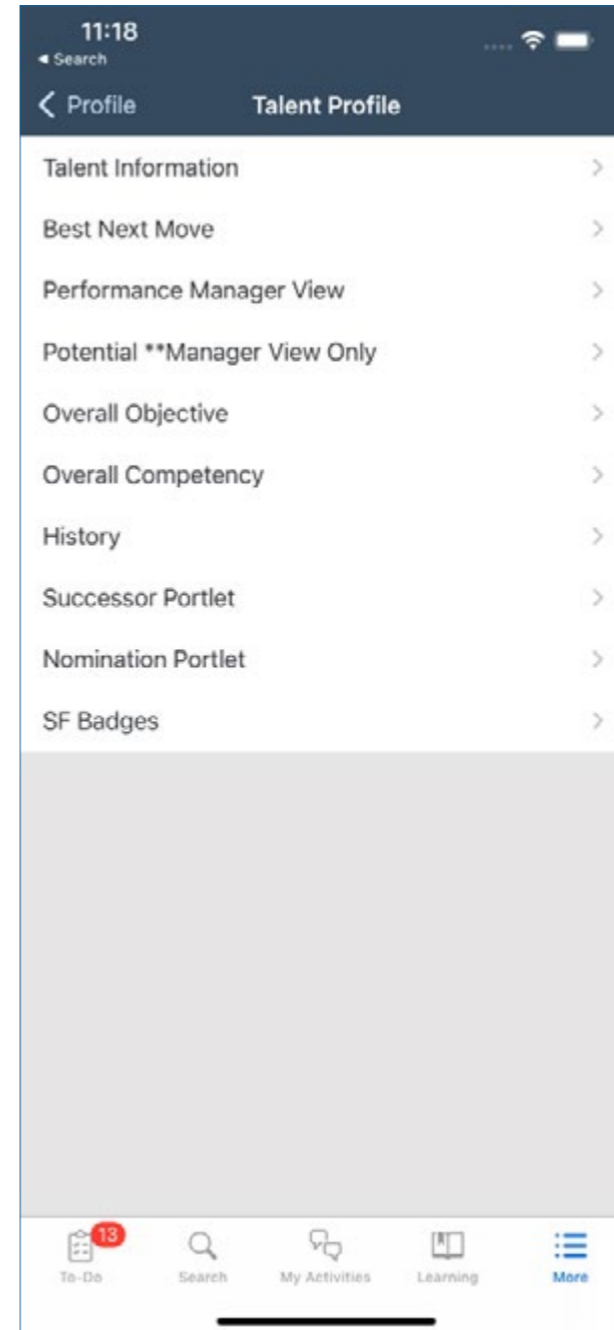 11:18
Search
Profile Talent Profile
Talent Information
Best Next Move
Performance Manager View
Potential **Manager View Only
Overall Objective
Overall Competency
History
Successor Portlet
Nomination Portlet
SF Badges
13
To-Do Search My Activities Learning More